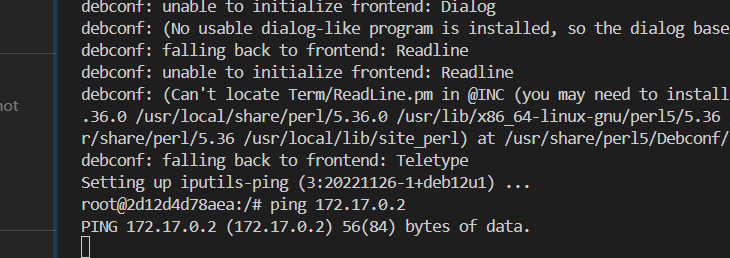 debconf: unable to initialize frontend: Dialog
debconf: (No usable dialog-like program is installed, so the dialog base
debconf: falling back to frontend: Readline
debconf: unable to initialize frontend: Readline
debconf: (Can't locate Term/ReadLine.pm in @INC (you may need to install
.36.0 /usr/local/share/perl/5.36.0 /usr/lib/x86_64-linux-gnu/perl5/5.36
r/share/perl/5.36 /usr/local/lib/site_perl) at /usr/share/perl5/Debconf/
debconf: falling back to frontend: Teletype
Setting up iputils-ping (3:20221126-1+deb12u1) ...
root@2d12d4d78aea:/# ping 172.17.0.2
PING 172.17.0.2 (172.17.0.2) 56(84) bytes of data.